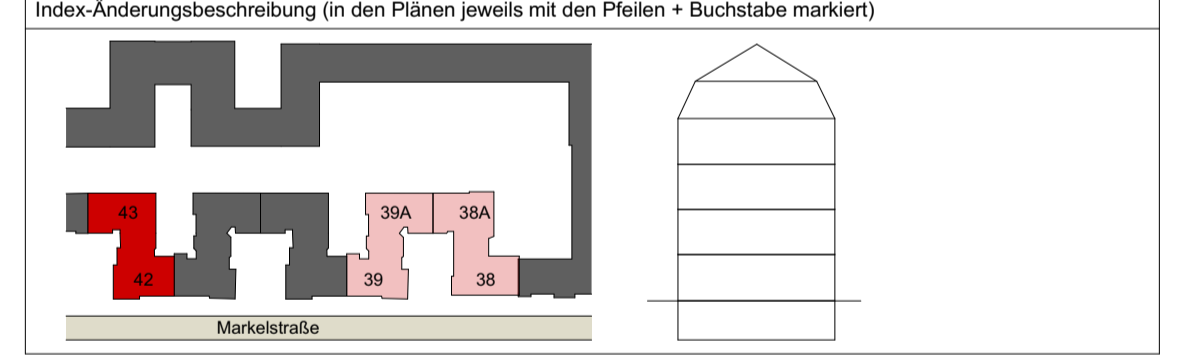 Index-Änderungsbeschreibung (in den Plänen jeweils mit den Pfeilen + Buchstabe markiert)
43
39A
38A
42
39
38
Markelstraße